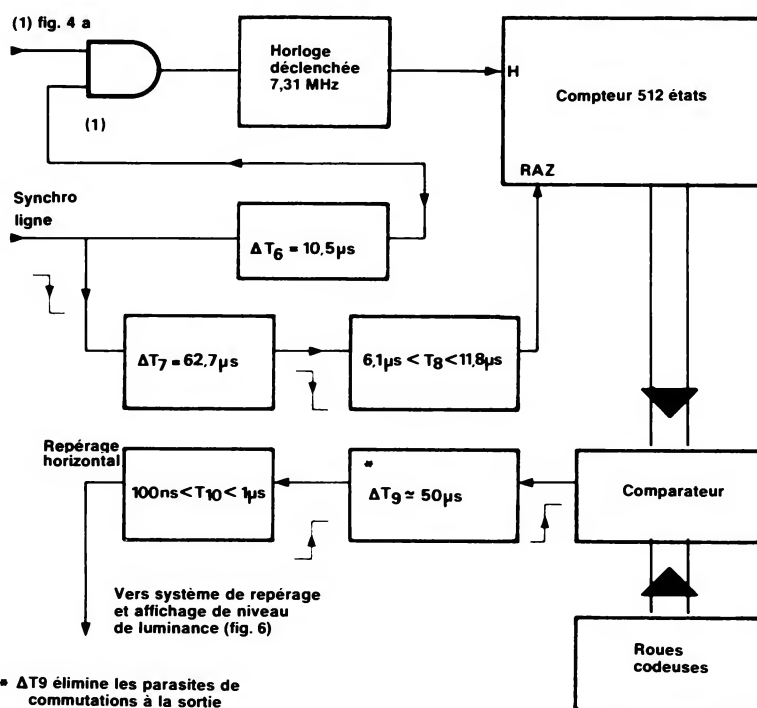 (1) fig. 4 a
Horloge
déclenchée
7,31 MHz
H
Compteur 512 états
(1)
RAZ
Synchro
ligne
ΔT6 = 10,5µs
ΔT7 = 62,7µs
6,1µs < T8 < 11,8µs
Repérage
horizontal
100ns < T10 < 1µs
*
ΔT9 ≃ 50µs
Comparateur
Vers système de repérage
et affichage de niveau
de luminance (fig. 6)
Roues
codeuses
* ΔT9 élimine les parasites de
commutations à la sortie